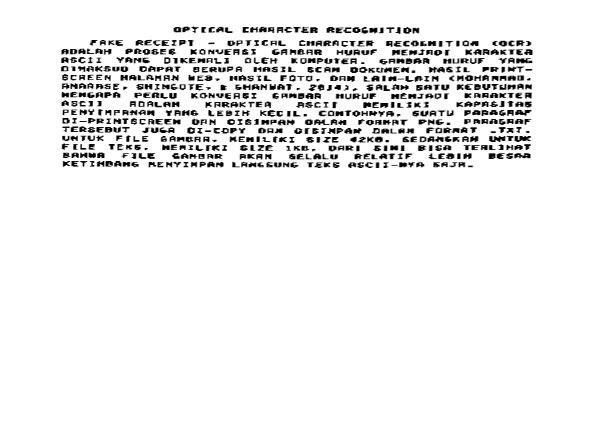 OPTICAL CHARACTER RECOGNITION
FAKE RECEIPT - OPTICAL CHARACTER RECOGNITION (OCR)
ADALAH PROSES KONVERSI GAMBAR HURUF MENJADI KARAKTER
ASCII YANG DIKENALI OLEH KOMPUTER. GAMBAR HURUF YANG
DIMAKSUD DAPAT BERUPA HASIL SCAN DOKUMEN, HASIL PRINT-
SCREEN HALAMAN WEB, HASIL FOTO, DAN LAIN-LAIN (MOHAMMAD,
ANARASE, SHINGOTE, & GHANWAT, 2014). SALAH SATU KEBUTUHAN
MENGAPA PERLU KONVERSI GAMBAR HURUF MENJADI KARAKTER
ASCII ADALAH KARAKTER ASCII MEMILIKI KAPASITAS
PENYIMPANAN YANG LEBIH KECIL. CONTOHNYA, SUATU PARAGRAF
DI-PRINTSCREEN DAN DISIMPAN DALAM FORMAT PNG. PARAGRAF
TERSEBUT JUGA DI-COPY DAN DISIMPAN DALAM FORMAT .TXT.
UNTUK FILE GAMBAR, MEMILIKI SIZE 42KB. SEDANGKAN UNTUK
FILE TEKS, MEMILIKI SIZE 1KB. DARI SINI BISA TERLIHAT
BAHWA FILE GAMBAR AKAN SELALU RELATIF LEBIH BESAR
KETIMBANG MENYIMPAN LANGSUNG TEKS ASCII-NYA SAJA.